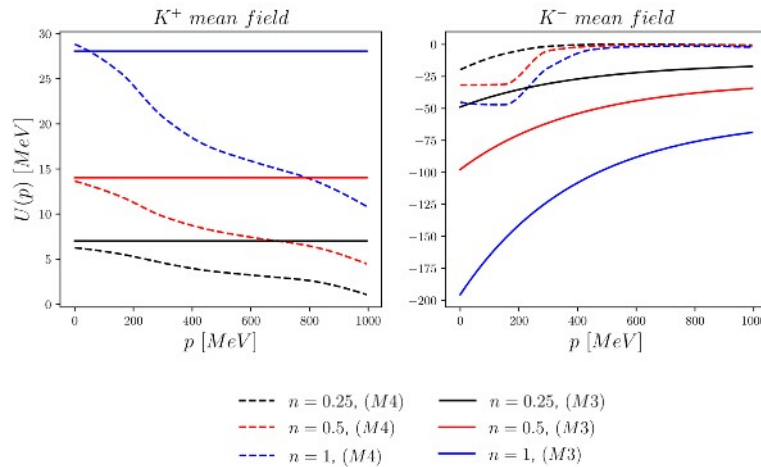 K⁺ mean field
K⁻ mean field
U(p) [MeV]
30
25
20
15
10
5
0
0
200
400
600
800
1000
p [MeV]
0
−25
−50
−75
−100
−125
−150
−175
−200
0
200
400
600
800
1000
p [MeV]
n = 0.25, (M4)
n = 0.25, (M3)
n = 0.5, (M4)
n = 0.5, (M3)
n = 1, (M4)
n = 1, (M3)